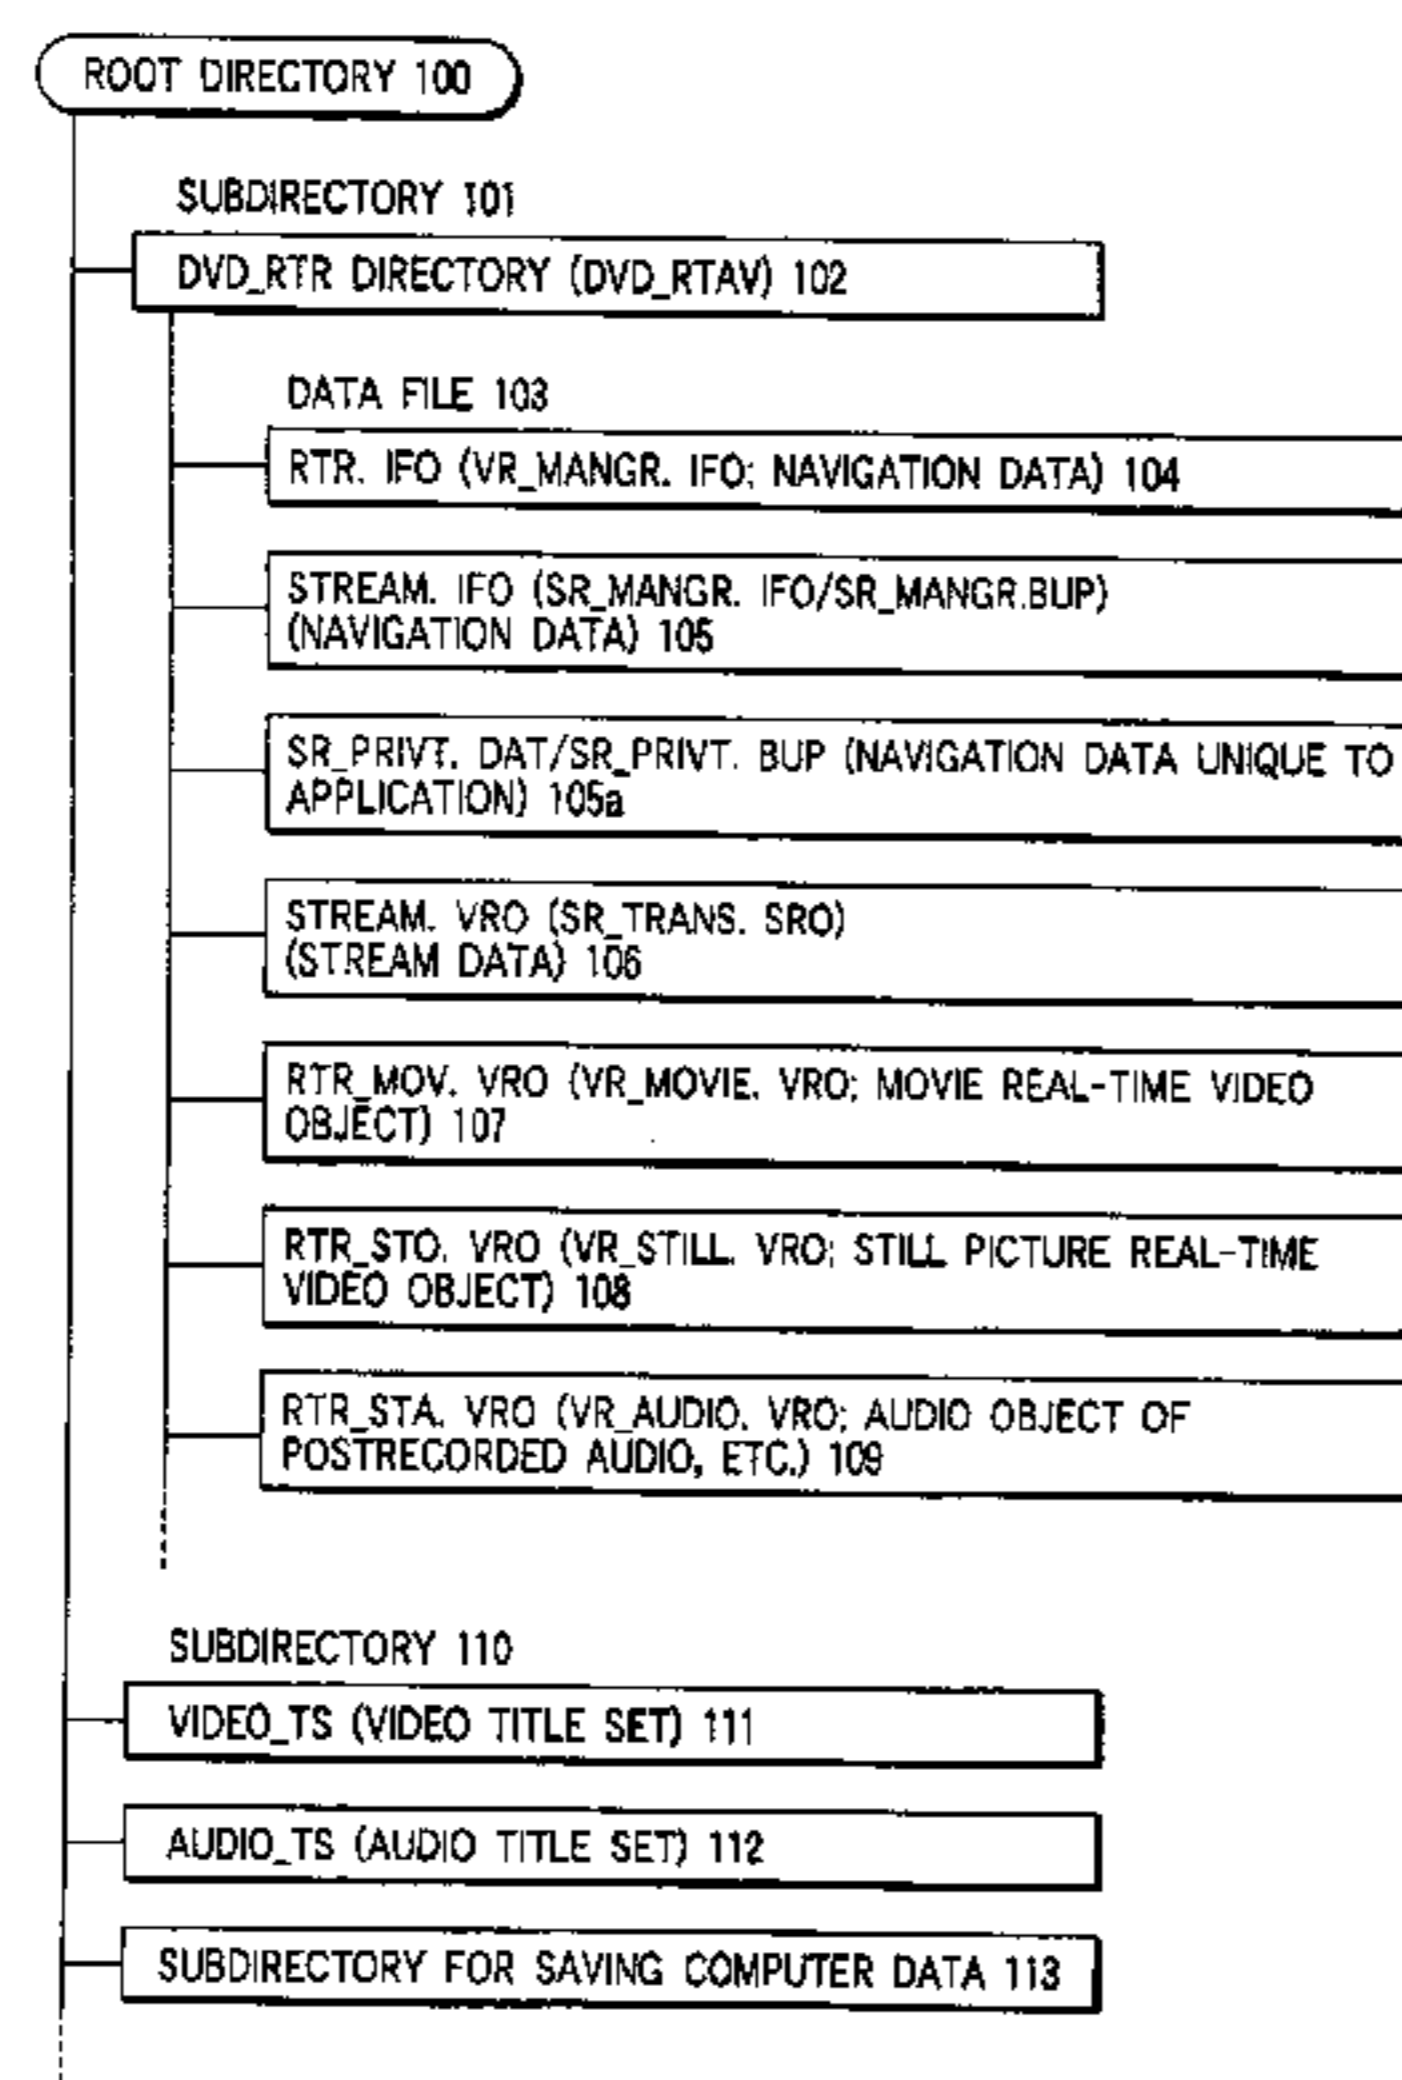 ROOT DIRECTORY 100
SUBDIRECTORY 101
DVD_RTR DIRECTORY (DVD_RTAV) 102
DATA FILE 103
RTR. IFO (VR_MANGR. IFO; NAVIGATION DATA) 104
STREAM. IFO (SR_MANGR. IFO/SR_MANGR.BUP)
(NAVIGATION DATA) 105
SR_PRIVT. DAT/SR_PRIVT. BUP (NAVIGATION DATA UNIQUE TO
APPLICATION) 105a
STREAM. VRO (SR_TRANS. SRO)
(STREAM DATA) 106
RTR_MOV. VRO (VR_MOVIE. VRO; MOVIE REAL-TIME VIDEO
OBJECT) 107
RTR_STO. VRO (VR_STILL. VRO; STILL PICTURE REAL-TIME
VIDEO OBJECT) 108
RTR_STA. VRO (VR_AUDIO. VRO; AUDIO OBJECT OF
POSTRECORDED AUDIO, ETC.) 109
SUBDIRECTORY 110
VIDEO_TS (VIDEO TITLE SET) 111
AUDIO_TS (AUDIO TITLE SET) 112
SUBDIRECTORY FOR SAVING COMPUTER DATA 113